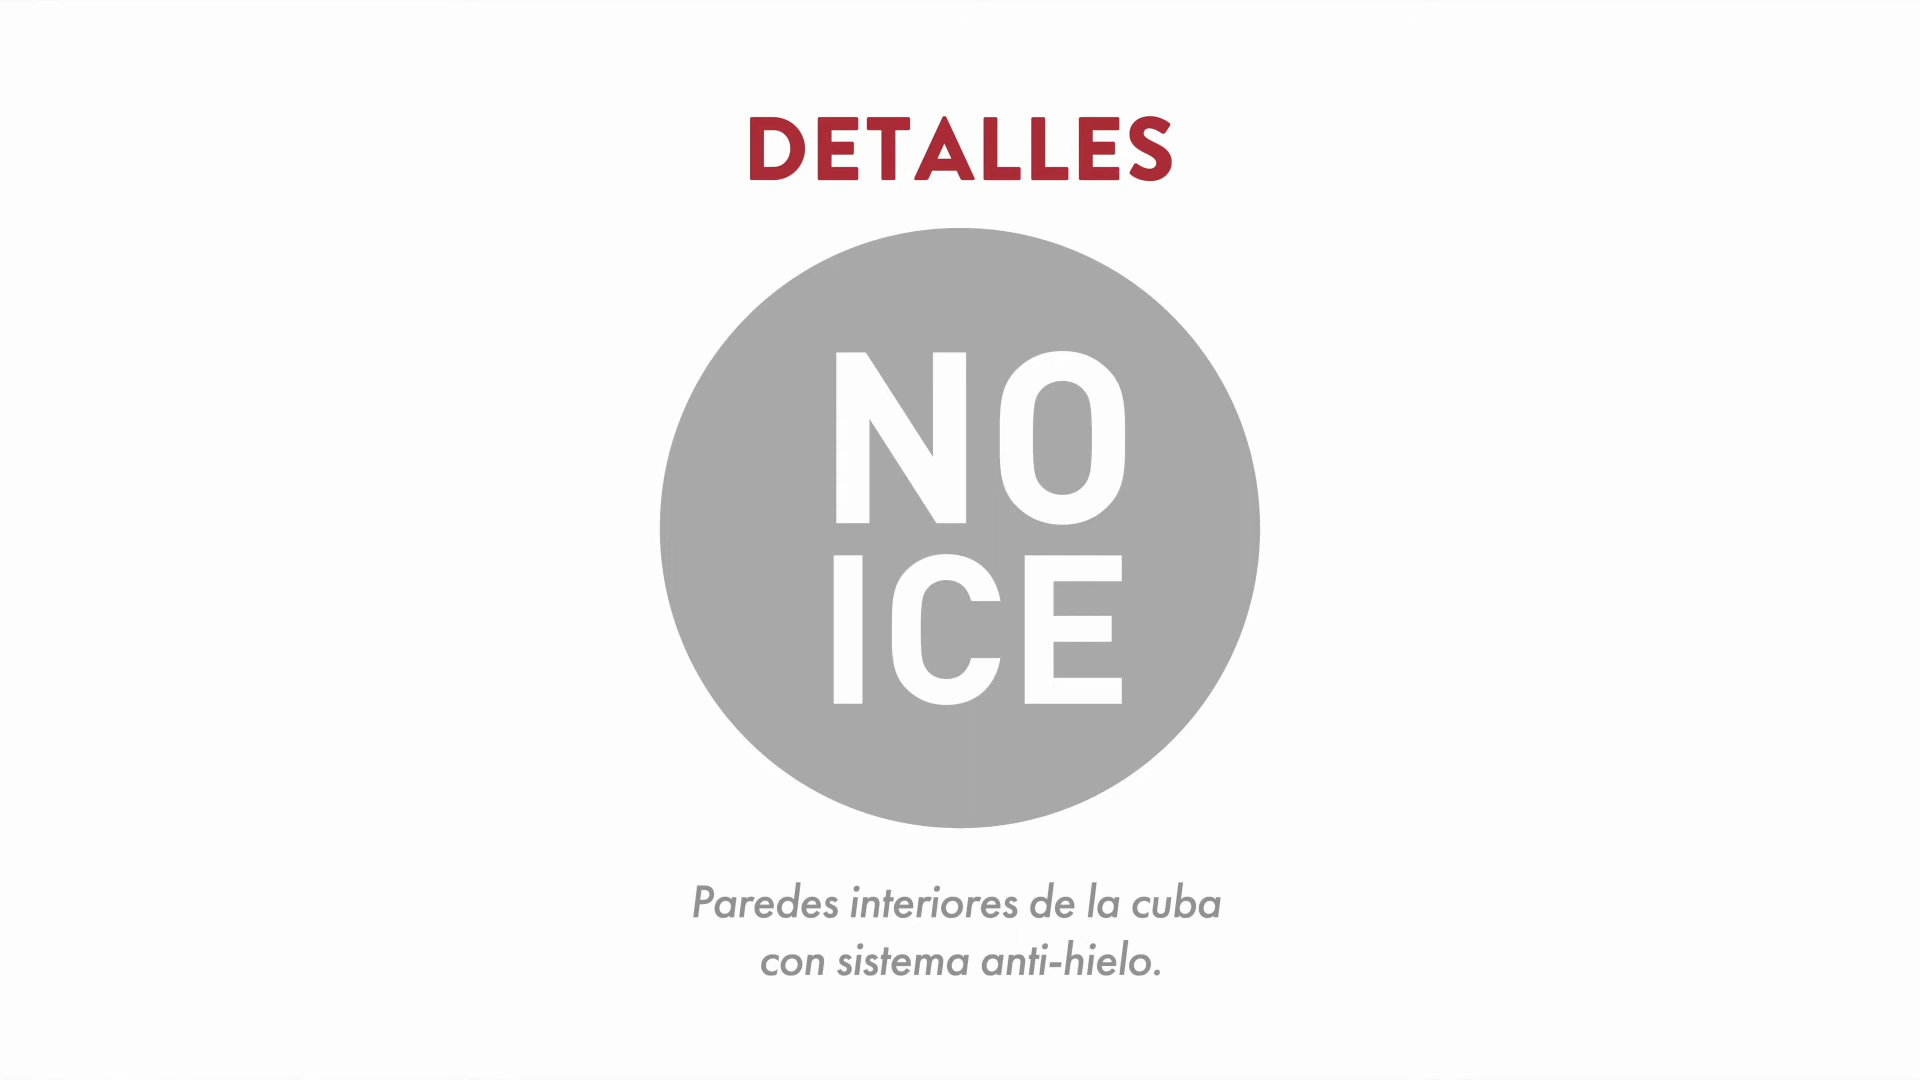 DETALLES
NO
ICE
Paredes interiores de la cuba
con sistema anti-hielo.